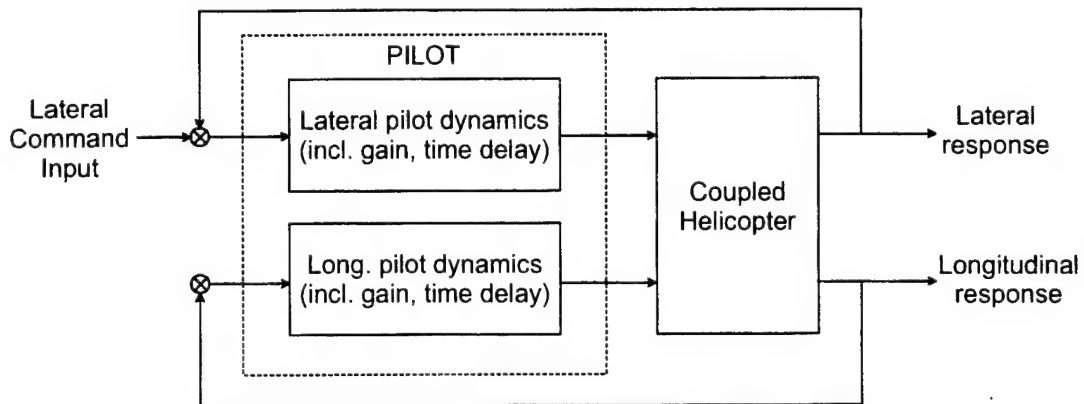 PILOT
Lateral
Command
Input
Lateral pilot dynamics
(incl. gain, time delay)
Coupled
Helicopter
Lateral
response
Long. pilot dynamics
(incl. gain, time delay)
Longitudinal
response